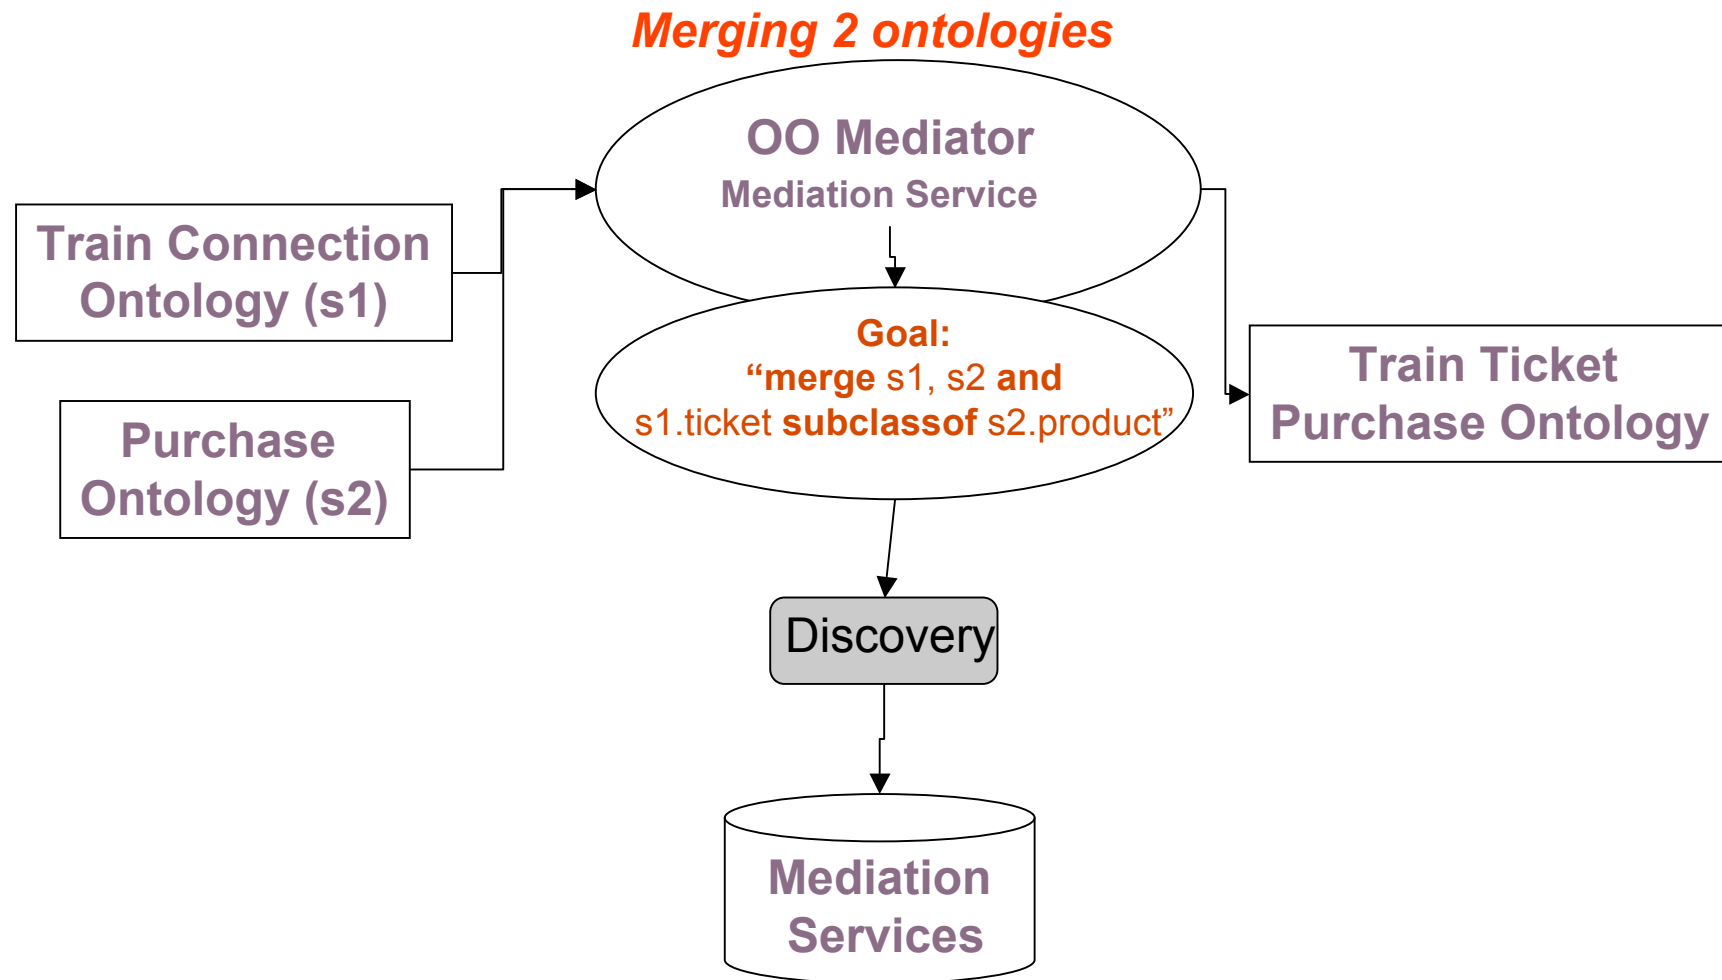 Merging 2 ontologies
OO Mediator
Mediation Service
Train Connection
Ontology (s1)
Purchase
Ontology (s2)
Goal:
“merge s1, s2 and
s1.ticket subclassof s2.product”
Train Ticket
Purchase Ontology
Discovery
Mediation
Services